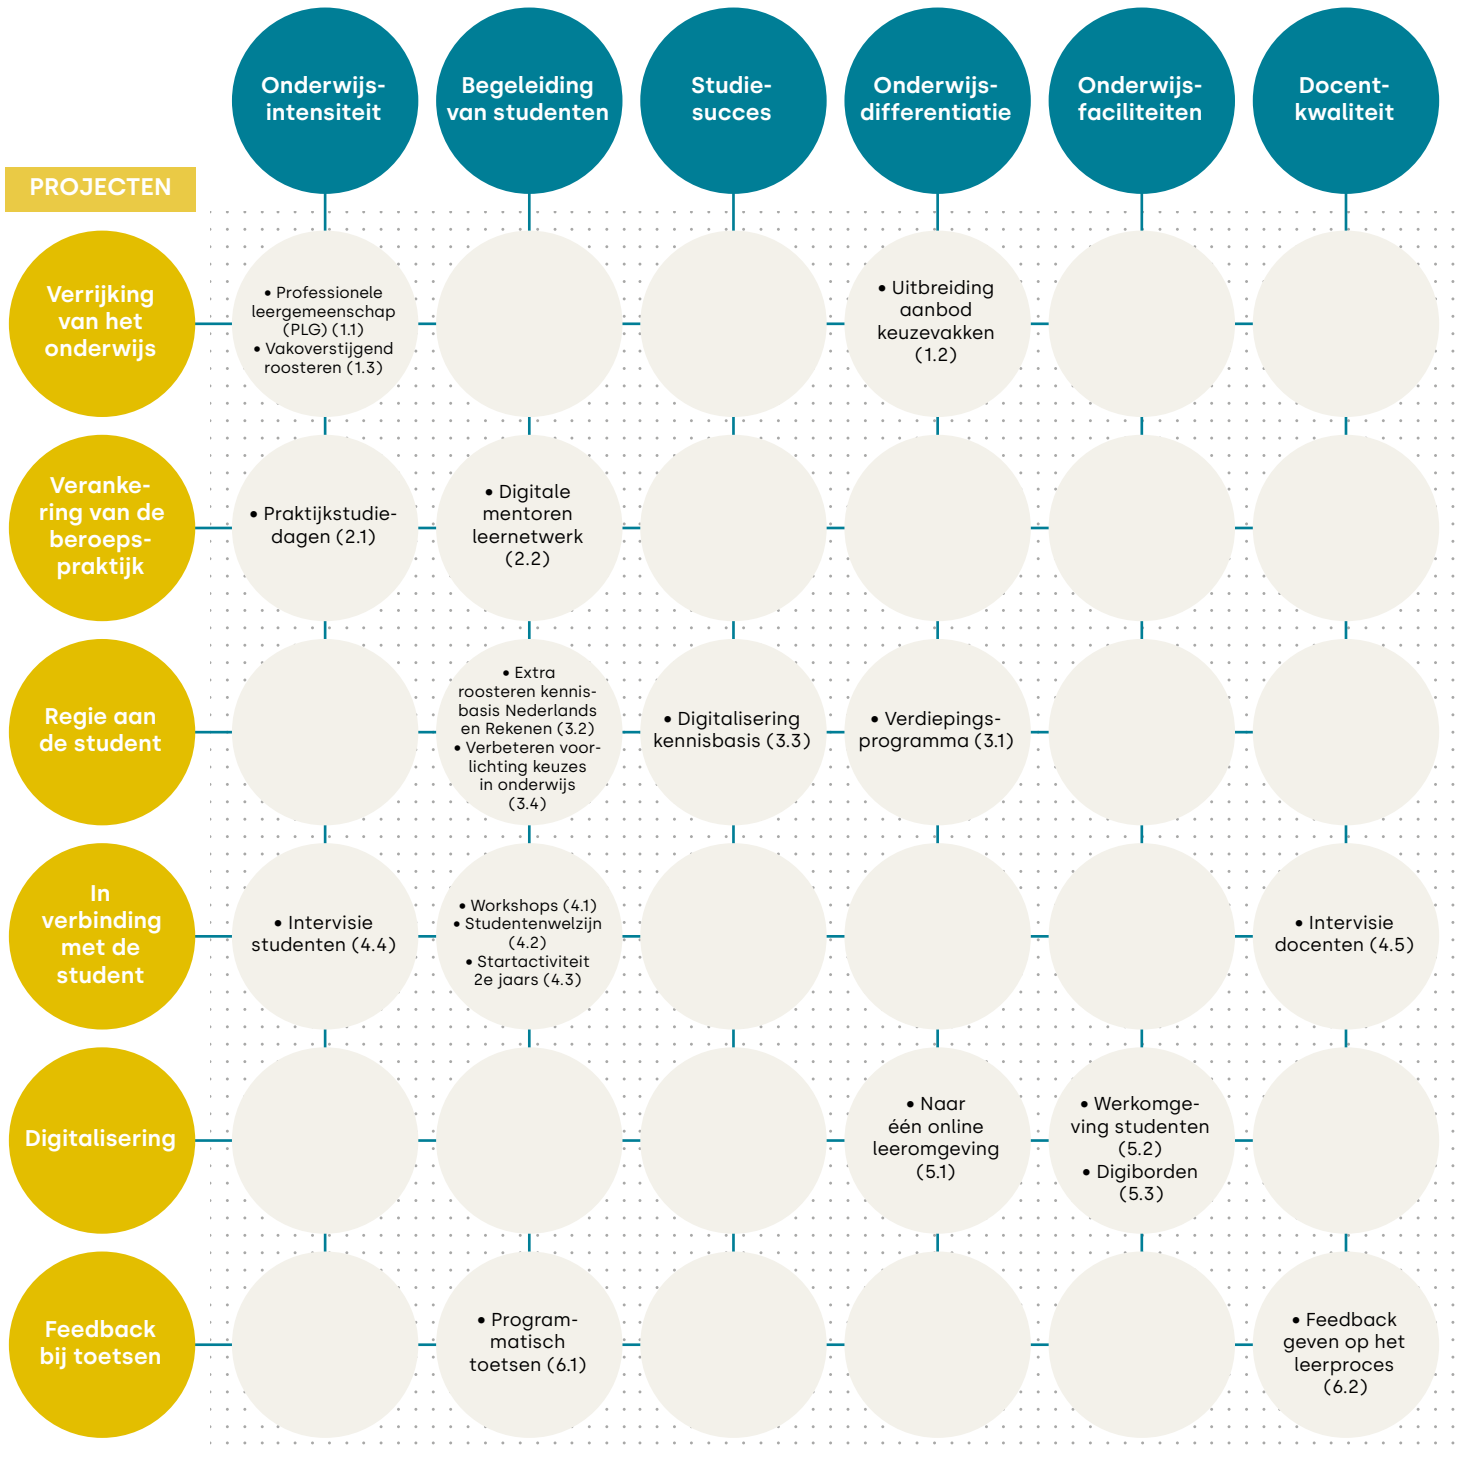 Onderwijs-
intensiteit
Begeleiding
van studenten
Studie-
succes
Onderwijs-
differentiatie
Onderwijs-
faciliteiten
Docent-
kwaliteit
PROJECTEN
Verrijking
van het
onderwijs
• Professionele
leergemeenschap
(PLG) (1.1)
• Vakoverstijgend
roosteren (1.3)
• Uitbreiding
aanbod
keuzevakken
(1.2)
Veranke-
ring van de
beroeps-
praktijk
• Praktijkstudie-
dagen (2.1)
• Digitale
mentoren
leernetwerk
(2.2)
Regie aan
de student
• Extra
roosteren kennis-
basis Nederlands
en Rekenen (3.2)
• Verbeteren voor-
lichting keuzes
in onderwijs
(3.4)
• Digitalisering
kennisbasis (3.3)
• Verdiepings-
programma (3.1)
In
verbinding
met de
student
• Intervisie
studenten (4.4)
• Workshops (4.1)
• Studentenwelzijn
(4.2)
• Startactiviteit
2e jaars (4.3)
• Intervisie
docenten (4.5)
Digitalisering
• Naar
één online
leeromgeving
(5.1)
• Werkomge-
ving studenten
(5.2)
• Digiborden
(5.3)
Feedback
bij toetsen
• Program-
matisch
toetsen (6.1)
• Feedback
geven op het
leerproces
(6.2)